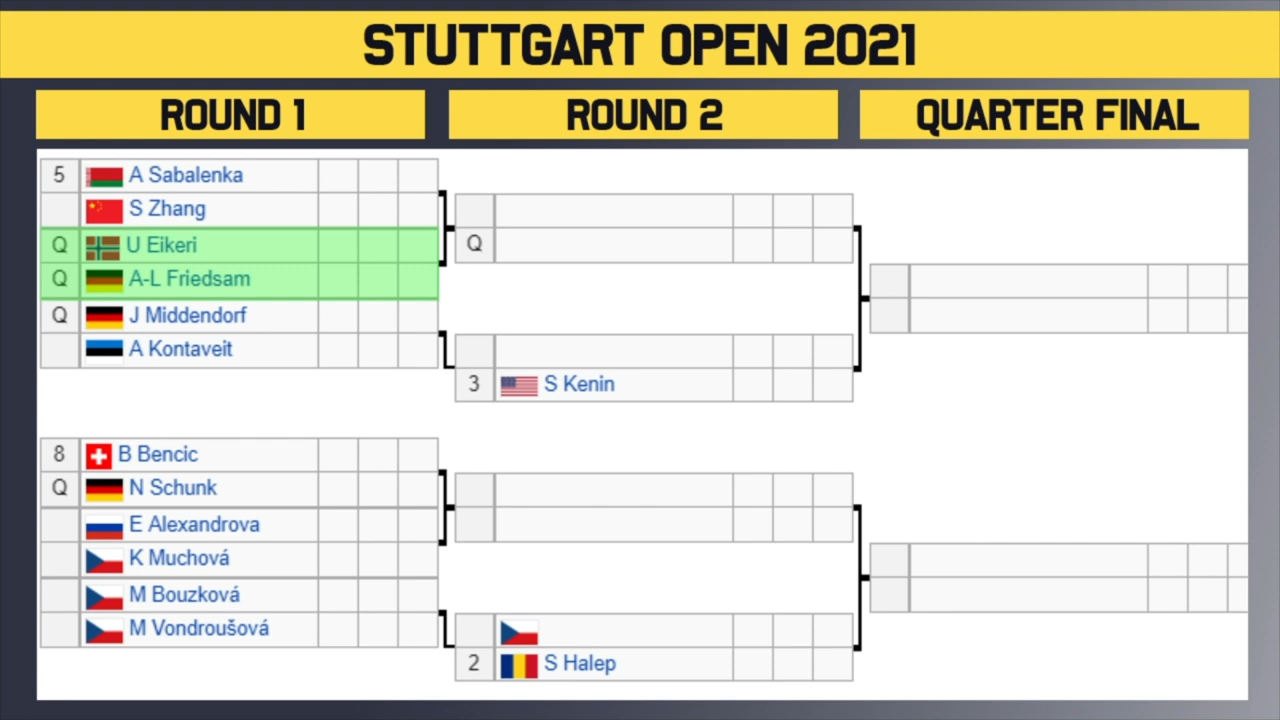 STUTTGART OPEN 2021
ROUND 1
ROUND 2
QUARTER FINAL
5 A Sabalenka
S Zhang
Q U Eikeri
Q A-L Friedsam
Q J Middendorf
A Kontaveit
Q
3 S Kenin
8 B Bencic
Q N Schunk
E Alexandrova
K Muchová
M Bouzková
M Vondroušová
2 S Halep